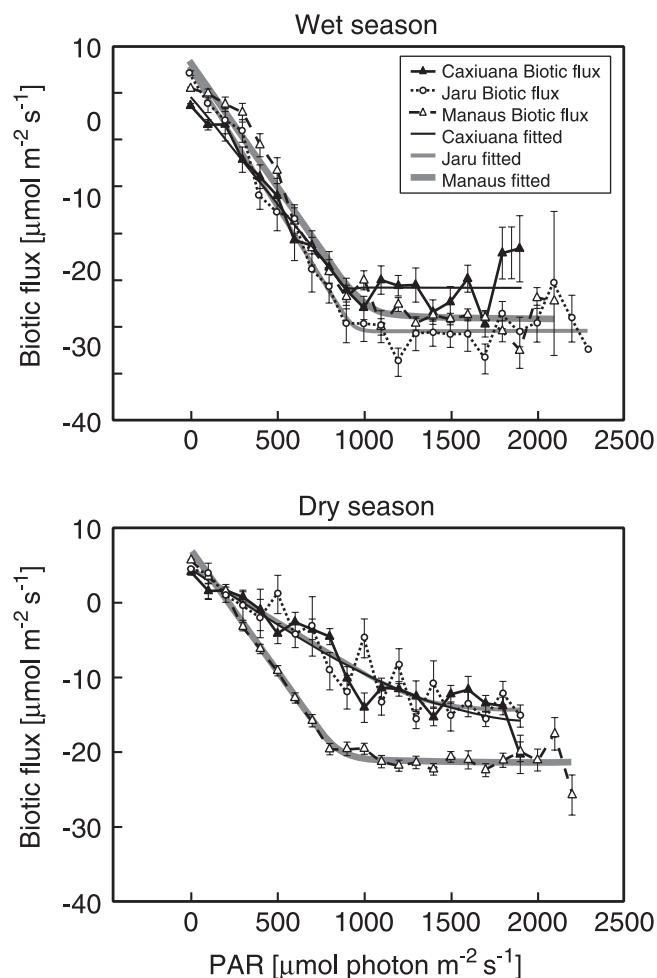 Wet season
10
0
-10
-20
-30
-40
Biotic flux [μmol m-2 s-1]
Caxiuana Biotic flux
Jaru Biotic flux
Manaus Biotic flux
Caxiuana fitted
Jaru fitted
Manaus fitted
0 500 1000 1500 2000 2500
Dry season
10
0
-10
-20
-30
-40
Biotic flux [μmol m-2 s-1]
0 500 1000 1500 2000 2500
PAR [μmol photon m-2 s-1]